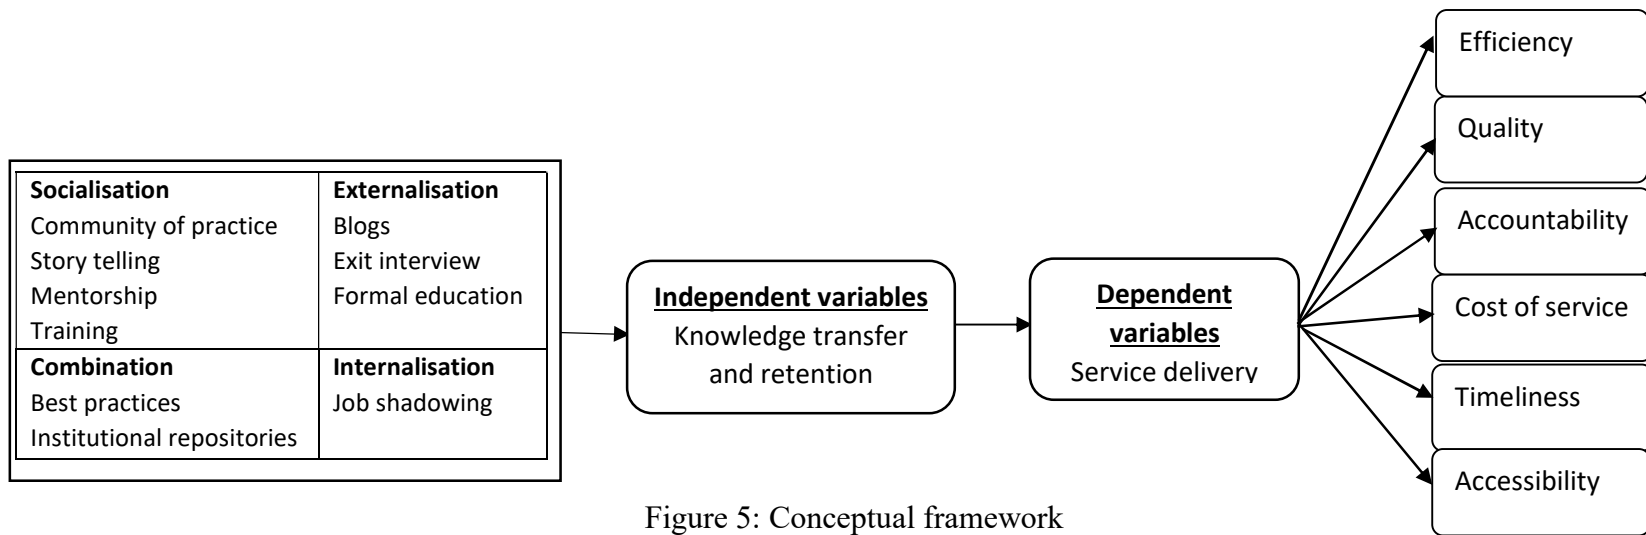 Socialisation
Community of practice
Story telling
Mentorship
Training
Externalisation
Blogs
Exit interview
Formal education
Combination
Best practices
Institutional repositories
Internalisation
Job shadowing
Independent variables
Knowledge transfer
and retention
Dependent
variables
Service delivery
Efficiency
Quality
Accountability
Cost of service
Timeliness
Accessibility
Figure 5: Conceptual framework